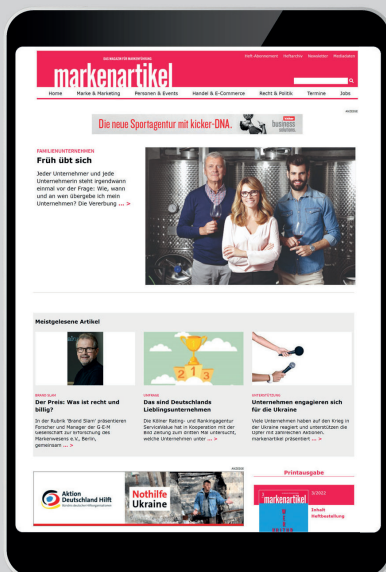 DAS MAGAZIN FÜR MARKENFÜHRUNG
markenartikel
Heft-Abonnement Heftarchiv Newsletter Mediadaten
Home Marke & Marketing Personen & Events Handel & E-Commerce Recht & Politik Termine Jobs
ANZEIGE
Die neue Sportagentur mit kicker-DNA.
kicker
business
solutions.
FAMILIENUNTERNEHMEN
Früh übt sich
Jeder Unternehmer und jede
Unternehmerin steht irgendwann
einmal vor der Frage: Wie, wann
und an wen übergebe ich mein
Unternehmen? Die Vererbung ... >
Meistgelesene Artikel
BRAND SLAM
Der Preis: Was ist recht und
billig?
In der Rubrik 'Brand Slam' präsentieren
Forscher und Manager der G·E·M
Gesellschaft zur Erforschung des
Markenwesens e.V., Berlin,
gemeinsam ... >
UMFRAGE
Das sind Deutschlands
Lieblingsunternehmen
Die Kölner Rating- und Rankingagentur
ServiceValue hat in Kooperation mit der
Bild Zeitung zum dritten Mal untersucht,
welche Unternehmen unter ... >
UNTERSTÜTZUNG
Unternehmen engagieren sich
für die Ukraine
Viele Unternehmen haben auf den Krieg in
der Ukraine reagiert und unterstützen die
Opfer mit zahlreichen Aktionen.
markenartikel präsentiert ... >
ANZEIGE
Aktion
Deutschland Hilft
Nothilfe
Ukraine
Printausgabe
markenartikel
3/2022
Inhalt
Heftbestellung